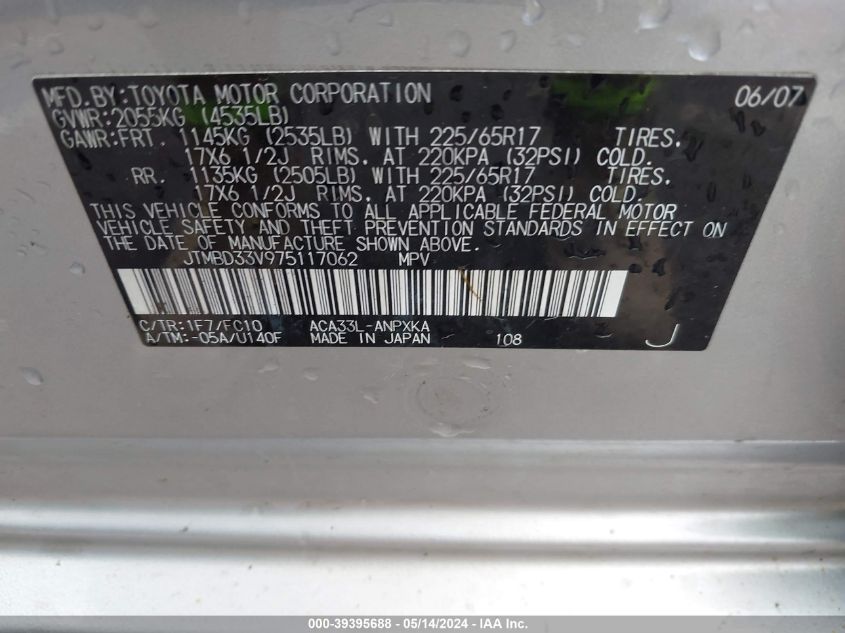 MFD.BY:TOYOTA MOTOR CORPORATION 06/07
GVWR:2055KG (4535LB)
GAWR:FRT. 1145KG (2535LB) WITH 225/65R17 TIRES,
17X6 1/2J RIMS, AT 220KPA (32PSI) COLD.
RR. 1135KG (2505LB) WITH 225/65R17 TIRES,
17X6 1/2J RIMS, AT 220KPA (32PSI) COLD.
THIS VEHICLE CONFORMS TO ALL APPLICABLE FEDERAL MOTOR
VEHICLE SAFETY AND THEFT PREVENTION STANDARDS IN EFFECT ON
THE DATE OF MANUFACTURE SHOWN ABOVE.
JTMBD33V975117062 MPV
C/TR:1F7/FC10 ACA33L-ANPXKA
A/TM:-05A/U140F MADE IN JAPAN 108 J
000-39395688 - 05/14/2024 - IAA Inc.